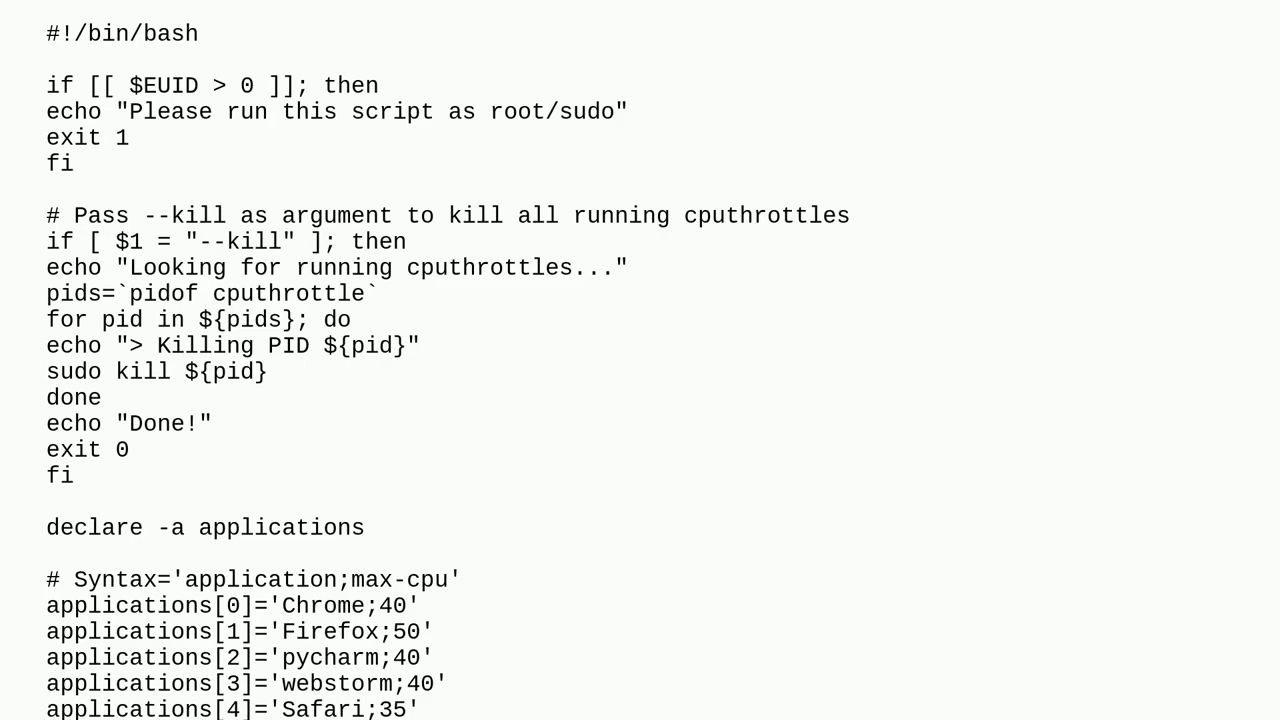 #!/bin/bash

if [[ $EUID > 0 ]]; then
echo "Please run this script as root/sudo"
exit 1
fi

# Pass --kill as argument to kill all running cputhrottles
if [ $1 = "--kill" ]; then
echo "Looking for running cputhrottles..."
pids=`pidof cputhrottle`
for pid in ${pids}; do
echo "> Killing PID ${pid}"
sudo kill ${pid}
done
echo "Done!"
exit 0
fi

declare -a applications

# Syntax='application;max-cpu'
applications[0]='Chrome;40'
applications[1]='Firefox;50'
applications[2]='pycharm;40'
applications[3]='webstorm;40'
applications[4]='Safari;35'